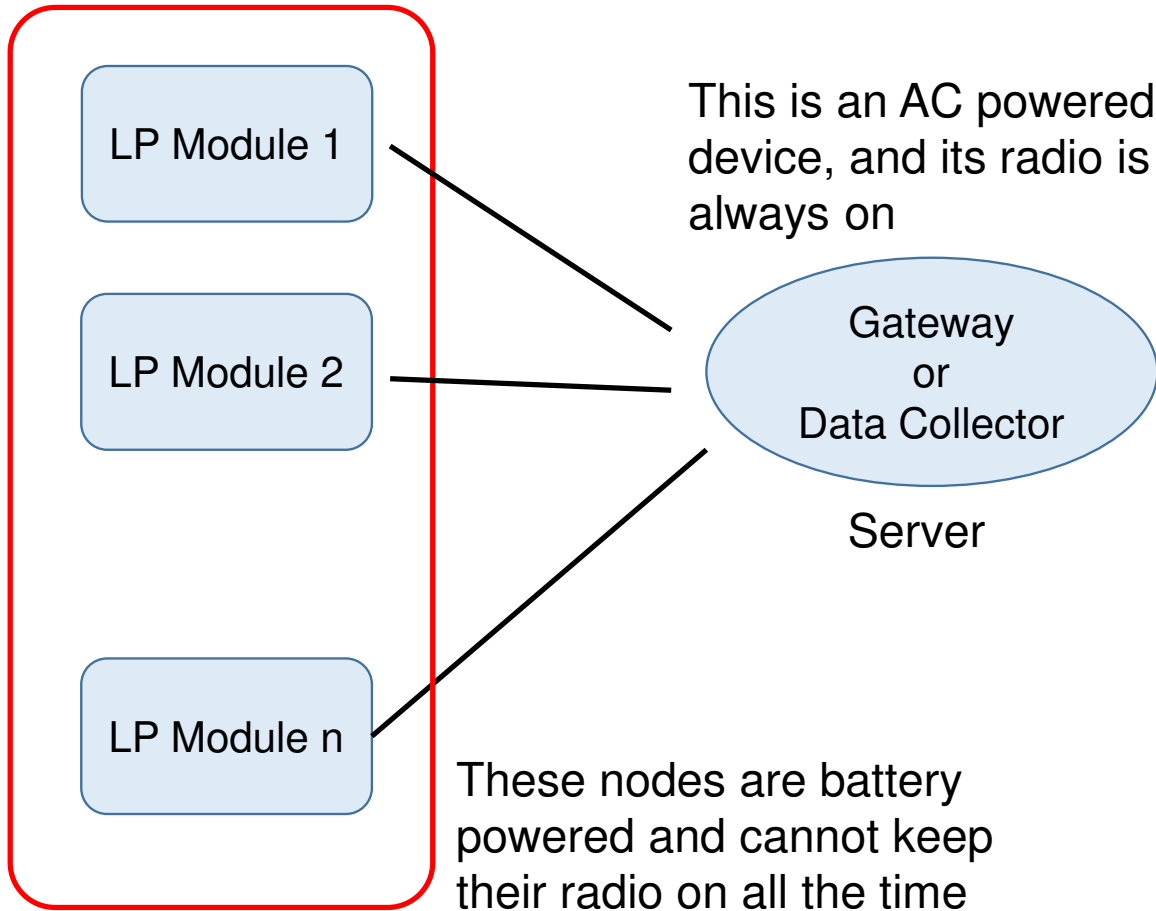 LP Module 1
This is an AC powered
device, and its radio is
always on
LP Module 2
Gateway
or
Data Collector
Server
LP Module n
These nodes are battery
powered and cannot keep
their radio on all the time